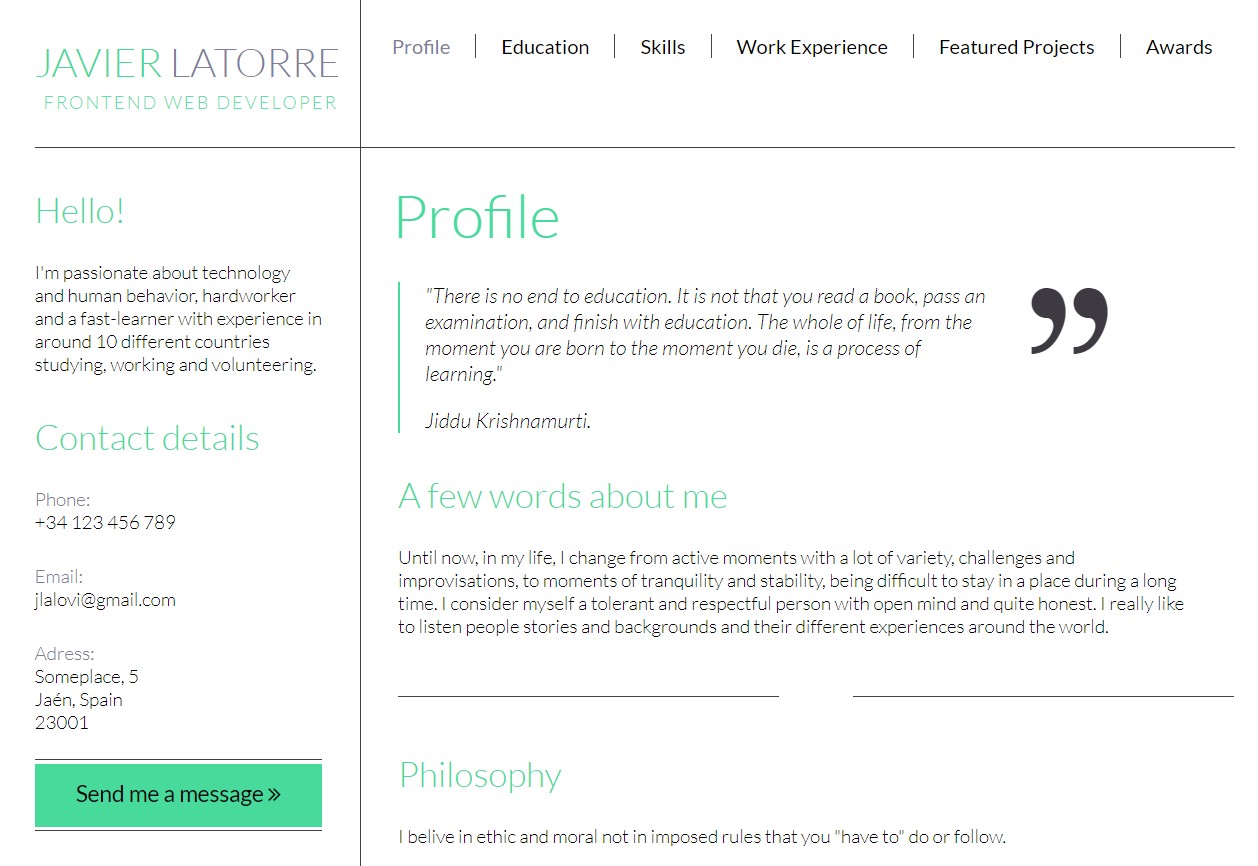 JAVIER LATORRE
FRONTEND WEB DEVELOPER
Profile
Education
Skills
Work Experience
Featured Projects
Awards
Hello!
I'm passionate about technology
and human behavior, hardworker
and a fast-learner with experience in
around 10 different countries
studying, working and volunteering.
Contact details
Phone:
+34 123 456 789
Email:
jlalovi@gmail.com
Adress:
Someplace, 5
Jaén, Spain
23001
Send me a message »
Profile
"There is no end to education. It is not that you read a book, pass an
examination, and finish with education. The whole of life, from the
moment you are born to the moment you die, is a process of
learning."
Jiddu Krishnamurti.
”
A few words about me
Until now, in my life, I change from active moments with a lot of variety, challenges and
improvisations, to moments of tranquility and stability, being difficult to stay in a place during a long
time. I consider myself a tolerant and respectful person with open mind and quite honest. I really like
to listen people stories and backgrounds and their different experiences around the world.
Philosophy
I belive in ethic and moral not in imposed rules that you "have to" do or follow.